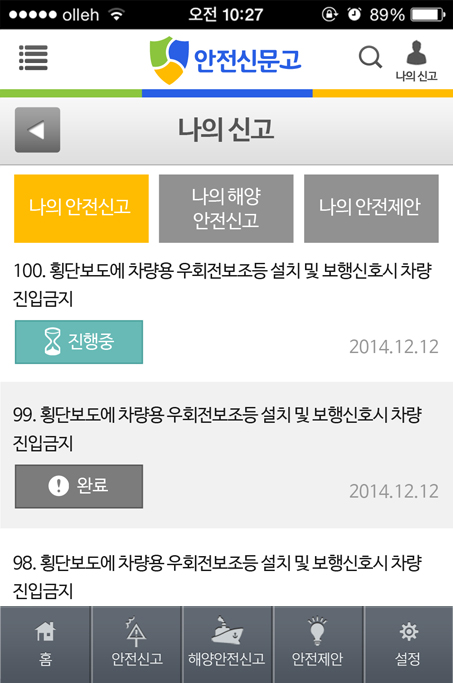 olleh 오전 10:27 89%
안전신문고
나의 신고
나의 신고
나의 안전신고
나의 해양
안전신고
나의 안전제안
100. 횡단보도에 차량용 우회전보조등 설치 및 보행신호시 차량
진입금지
진행중
2014.12.12
99. 횡단보도에 차량용 우회전보조등 설치 및 보행신호시 차량
진입금지
완료
2014.12.12
98. 횡단보도에 차량용 우회전보조등 설치 및 보행신호시 차량
진입금지
홈 안전신고 해양안전신고 안전제안 설정